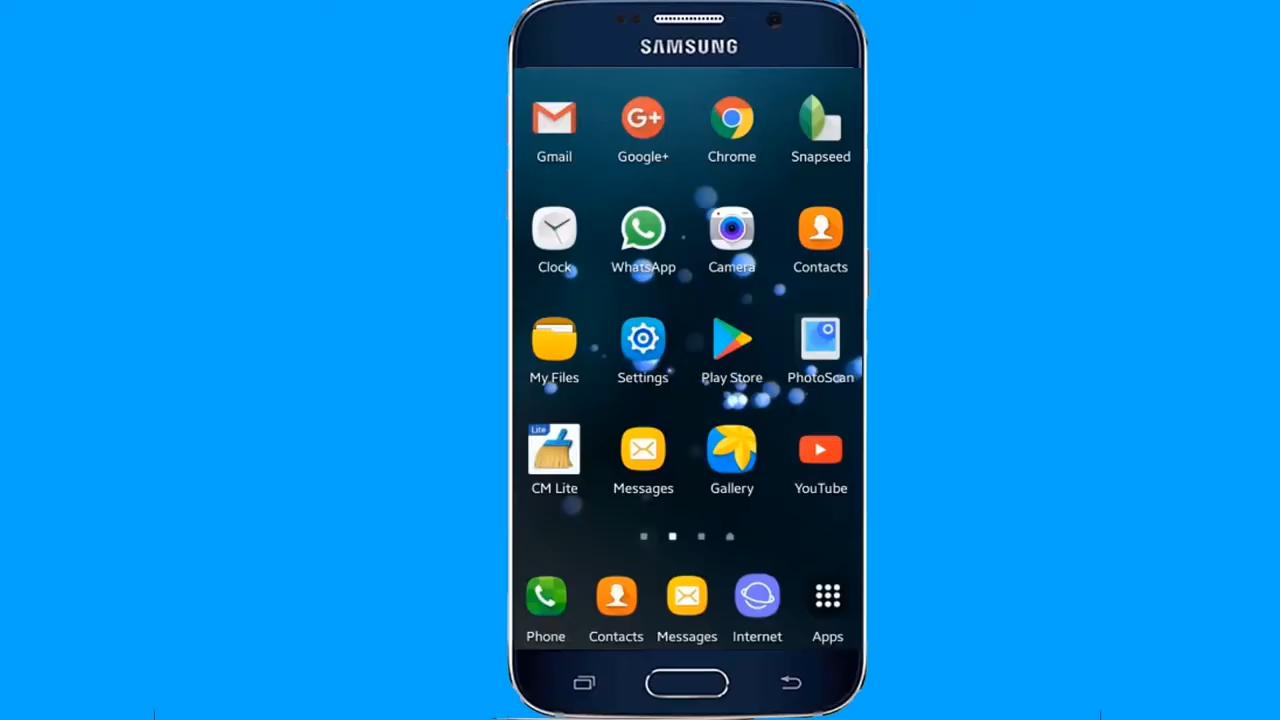 SAMSUNG
Gmail Google+ Chrome Snapseed
Clock WhatsApp Camera Contacts
My Files Settings Play Store PhotoScan
Lite
CM Lite Messages Gallery YouTube
Phone Contacts Messages Internet Apps